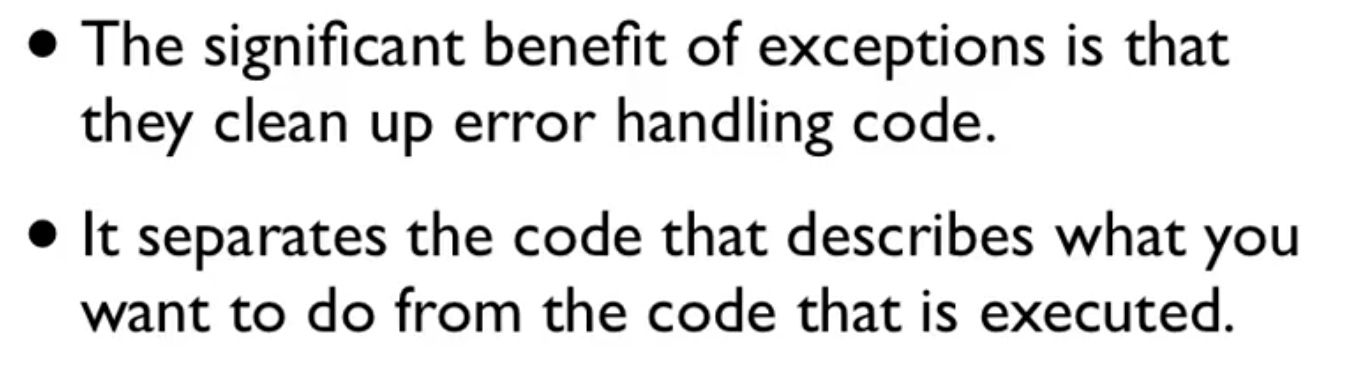 • The significant benefit of exceptions is that
they clean up error handling code.
• It separates the code that describes what you
want to do from the code that is executed.